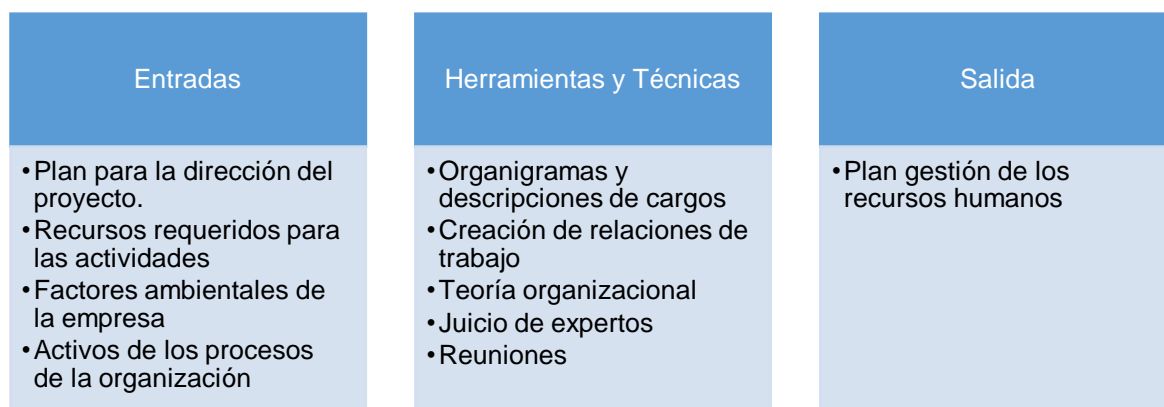 Entradas
•Plan para la dirección del
proyecto.
•Recursos requeridos para
las actividades
•Factores ambientales de
la empresa
•Activos de los procesos
de la organización
Herramientas y Técnicas
•Organigramas y
descripciones de cargos
•Creación de relaciones de
trabajo
•Teoría organizacional
•Juicio de expertos
•Reuniones
Salida
•Plan gestión de los
recursos humanos